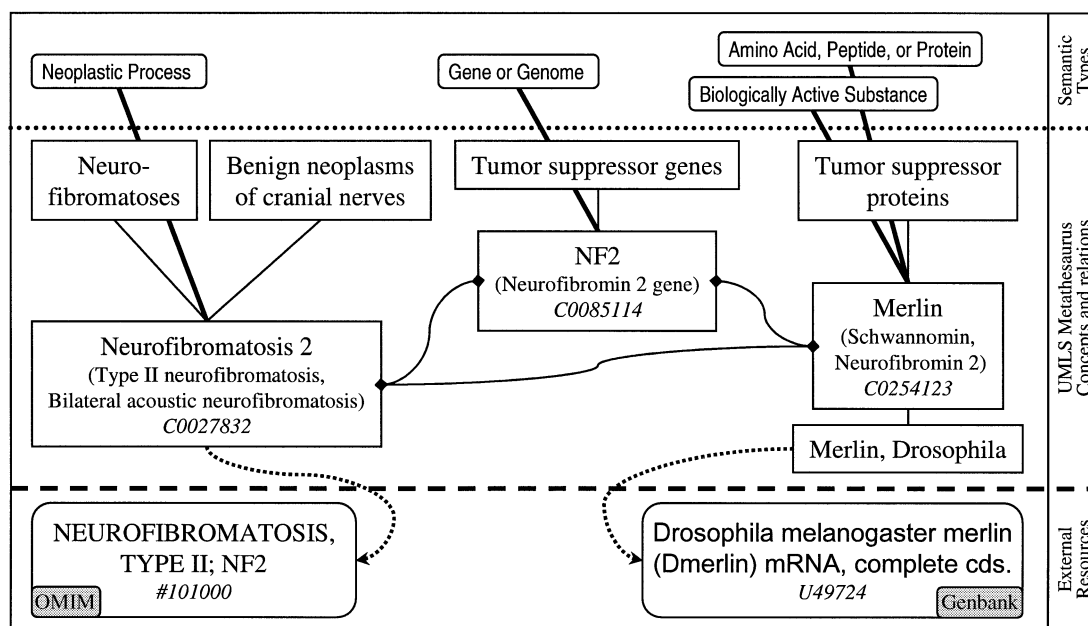 Neoplastic Process
Gene or Genome
Amino Acid, Peptide, or Protein
Biologically Active Substance
Semantic
Types
Neuro-
fibromatoses
Benign neoplasms
of cranial nerves
Tumor suppressor genes
Tumor suppressor
proteins
NF2
(Neurofibromin 2 gene)
C0085114
Merlin
(Schwannomin,
Neurofibromin 2)
C0254123
Neurofibromatosis 2
(Type II neurofibromatosis,
Bilateral acoustic neurofibromatosis)
C0027832
Merlin, Drosophila
UMLS Metathesaurus
Concepts and relations
NEUROFIBROMATOSIS,
TYPE II; NF2
#101000
OMIM
Drosophila melanogaster merlin
(Dmerlin) mRNA, complete cds.
U49724
Genbank
External
Resources